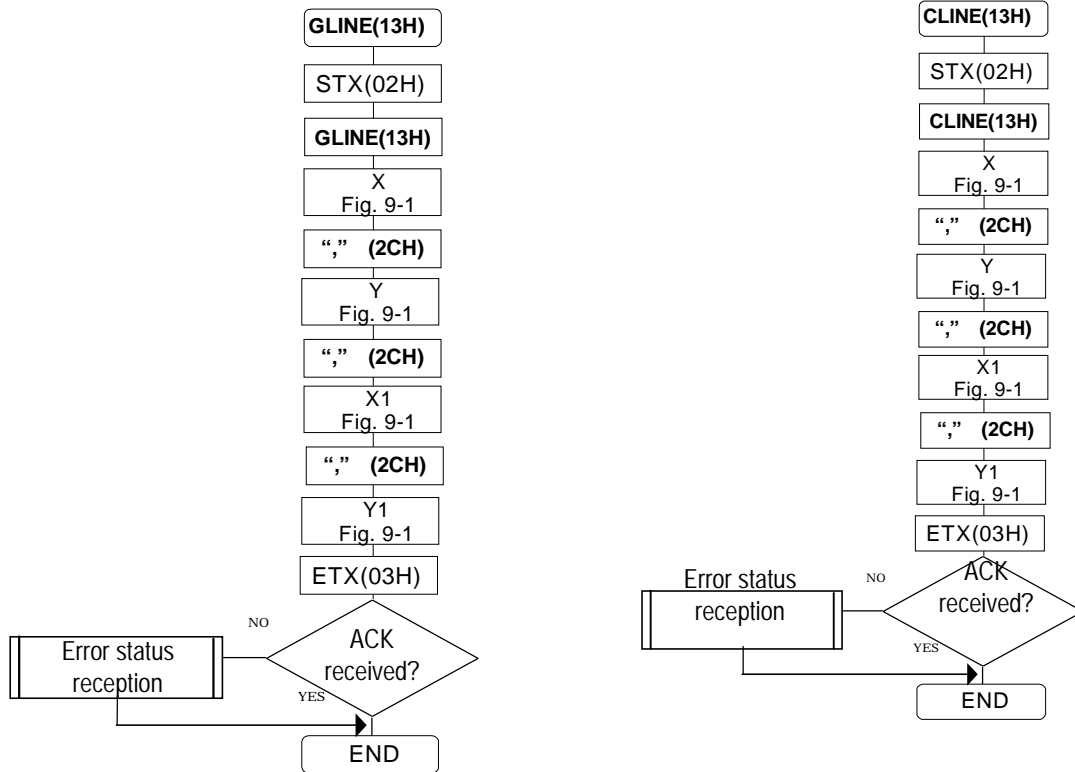 GLINE(13H)
STX(02H)
GLINE(13H)
X
Fig. 9-1
“,” (2CH)
Y
Fig. 9-1
“,” (2CH)
X1
Fig. 9-1
“,” (2CH)
Y1
Fig. 9-1
ETX(03H)
ACK
received?
NO
YES
Error status
reception
END
CLINE(13H)
STX(02H)
CLINE(13H)
X
Fig. 9-1
“,” (2CH)
Y
Fig. 9-1
“,” (2CH)
X1
Fig. 9-1
“,” (2CH)
Y1
Fig. 9-1
ETX(03H)
ACK
received?
NO
YES
Error status
reception
END